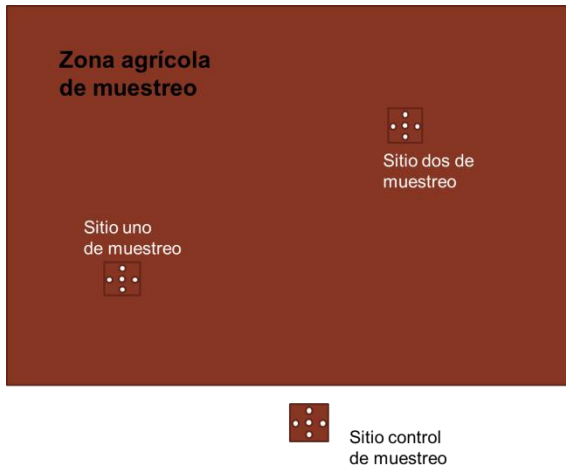 Zona agrícola
de muestreo
Sitio dos de
muestreo
Sitio uno
de muestreo
Sitio control
de muestreo